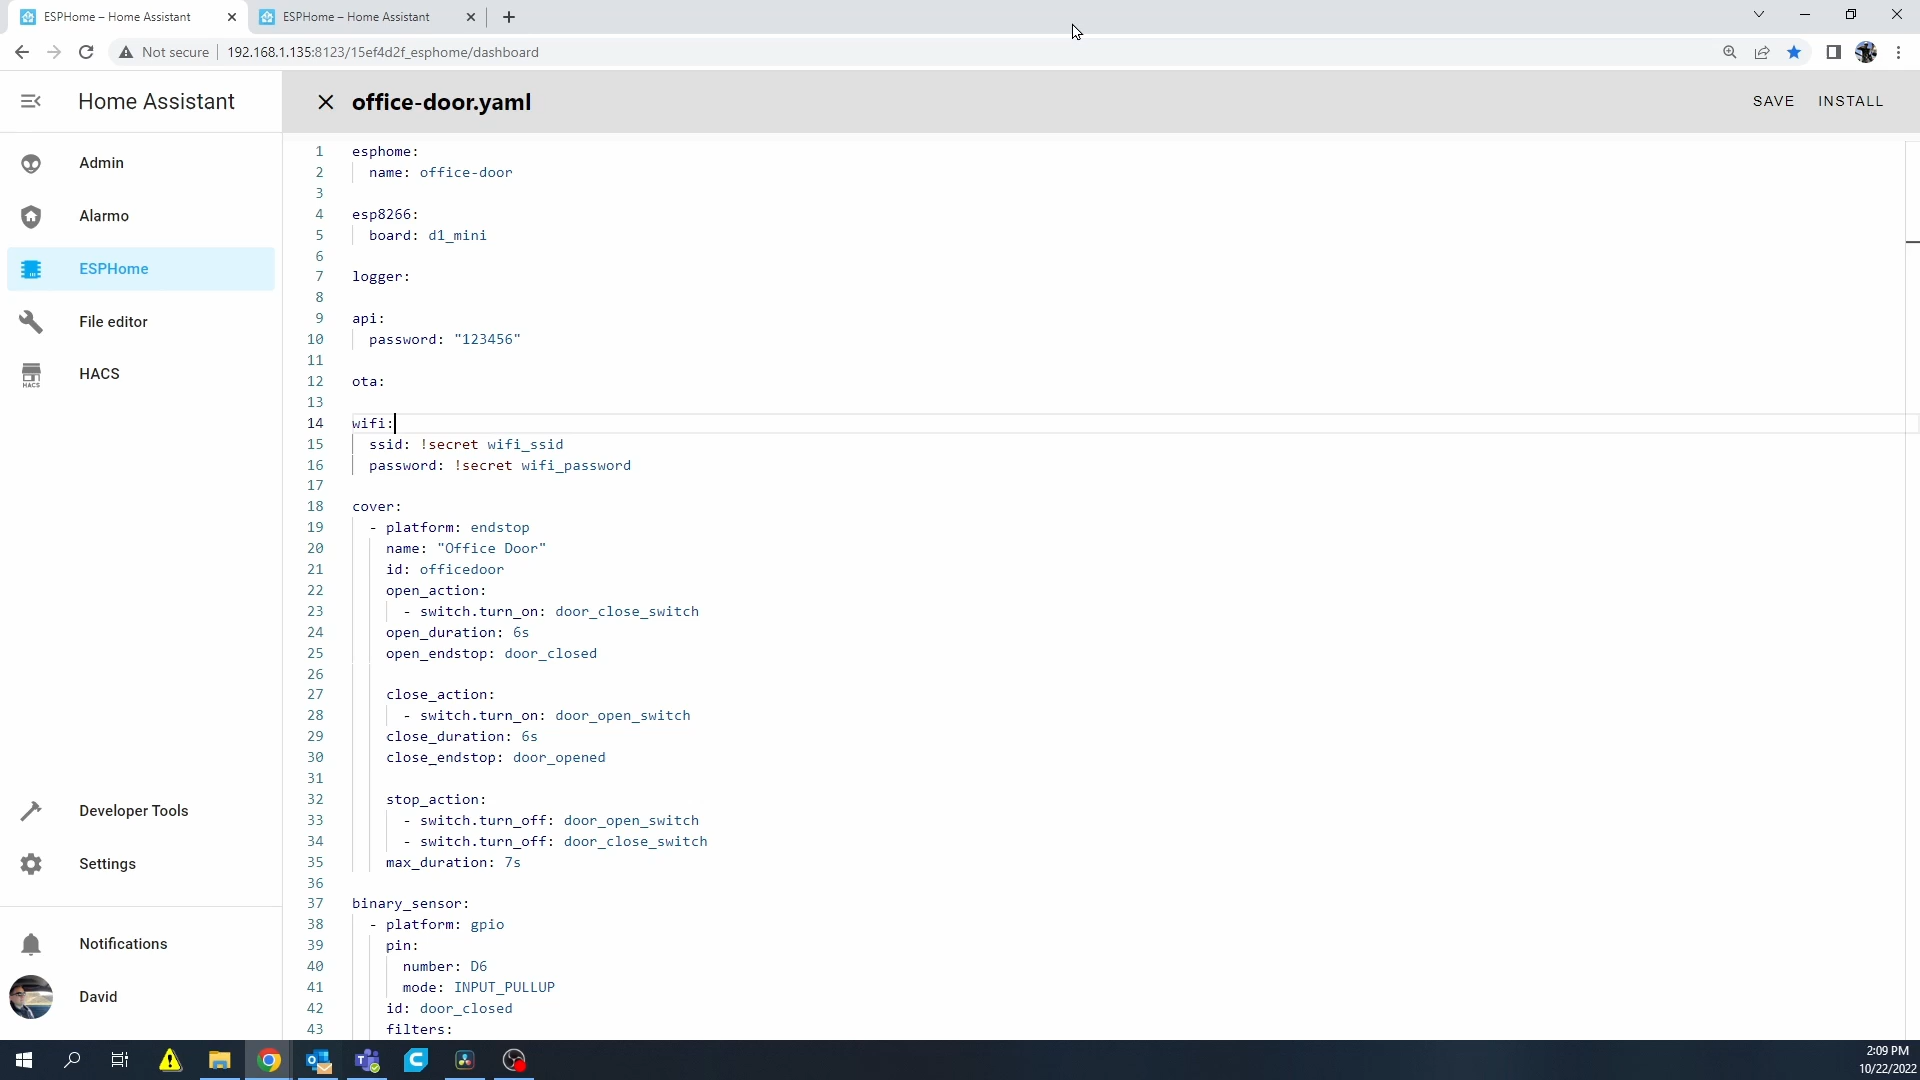 ESPHome – Home Assistant
ESPHome – Home Assistant
Not secure
192.168.1.135:8123/15ef4d2f_esphome/dashboard
Home Assistant
office-door.yaml
SAVE
INSTALL
Admin
Alarmo
ESPHome
File editor
HACS
HACS
Developer Tools
Settings
Notifications
David
1 esphome:
2 name: office-door
3
4 esp8266:
5 board: d1_mini
6
7 logger:
8
9 api:
10 password: "123456"
11
12 ota:
13
14 wifi:
15 ssid: !secret wifi_ssid
16 password: !secret wifi_password
17
18 cover:
19 - platform: endstop
20 name: "Office Door"
21 id: officedoor
22 open_action:
23 - switch.turn_on: door_close_switch
24 open_duration: 6s
25 open_endstop: door_closed
26
27 close_action:
28 - switch.turn_on: door_open_switch
29 close_duration: 6s
30 close_endstop: door_opened
31
32 stop_action:
33 - switch.turn_off: door_open_switch
34 - switch.turn_off: door_close_switch
35 max_duration: 7s
36
37 binary_sensor:
38 - platform: gpio
39 pin:
40 number: D6
41 mode: INPUT_PULLUP
42 id: door_closed
43 filters:
2:09 PM
10/22/2022